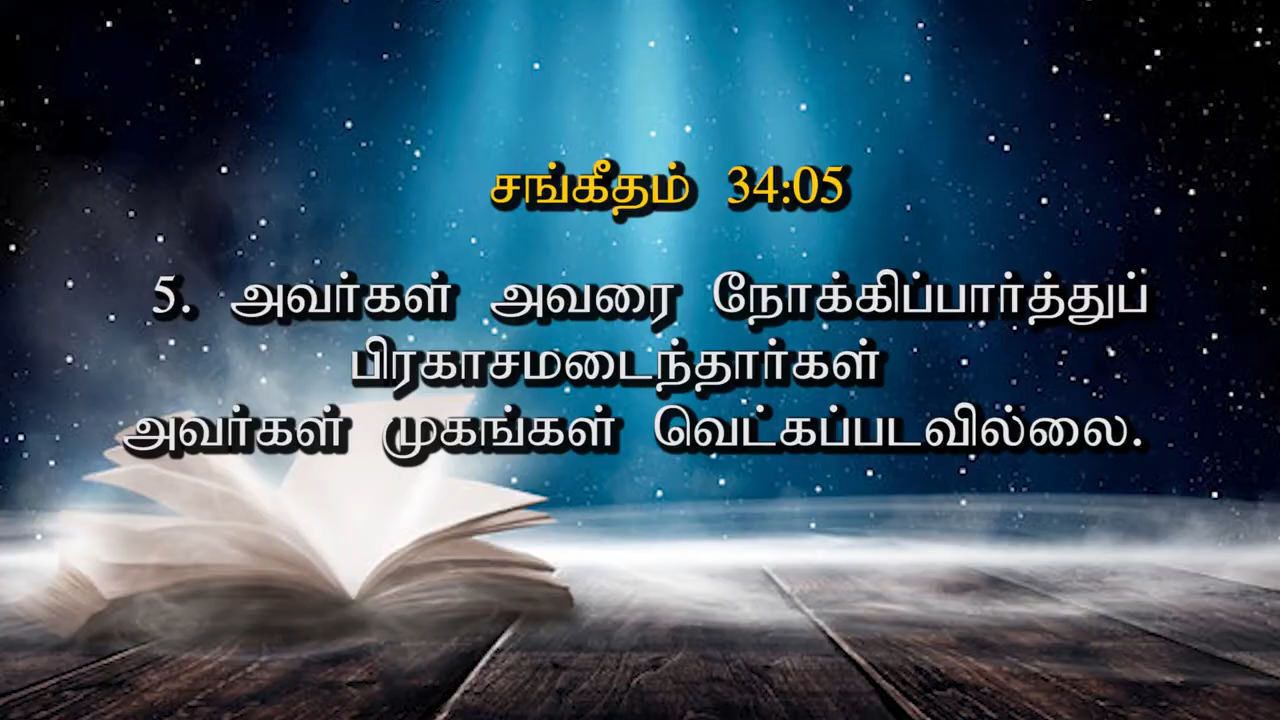 சங்கீதம் 34:05
5. அவர்கள் அவரை நோக்கிப்பார்த்துப்
பிரகாசமடைந்தார்கள்
அவர்கள் முகங்கள் வெட்கப்படவில்லை.